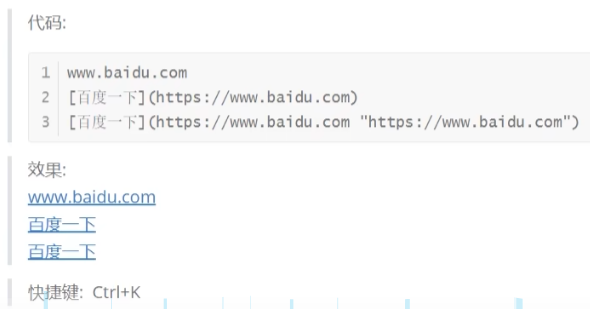 代码:
1 www.baidu.com
2 [百度一下](https://www.baidu.com)
3 [百度一下](https://www.baidu.com "https://www.baidu.com")
效果:
www.baidu.com
百度一下
百度一下
快捷键: Ctrl+K